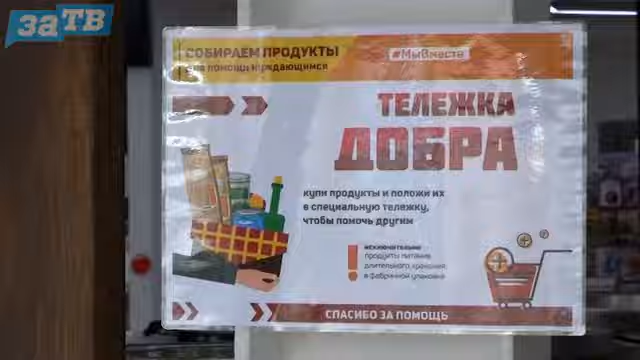 заТВ
СОБИРАЕМ ПРОДУКТЫ
для помощи нуждающимся
#МыВместе
ТЕЛЕЖКА
ДОБРА
купи продукты и положи их
в специальную тележку,
чтобы помочь другим
исключительно
продукты питания
длительного хранения
в фабричной упаковке
СПАСИБО ЗА ПОМОЩЬ